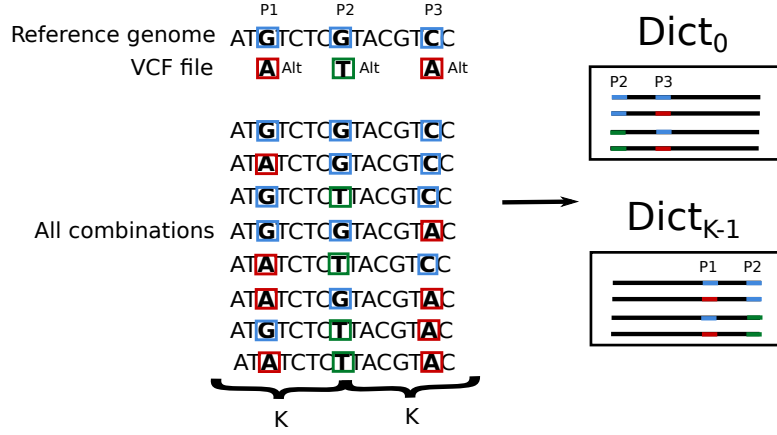 P1 P2 P3
Reference genome ATGTCTCGTACGTCC
VCF file A Alt T Alt A Alt
ATGTCTCGTACGTCC
ATATCTCGTACGTCC
ATGTCTCTTACGTCC
All combinations ATGTCTCGTACGTAC
ATATCTCTTACGTCC
ATATCTCGTACGTAC
ATGTCTCTTACGTAC
ATATCTCTTACGTAC
K K
Dict0
P2 P3
DictK-1
P1 P2